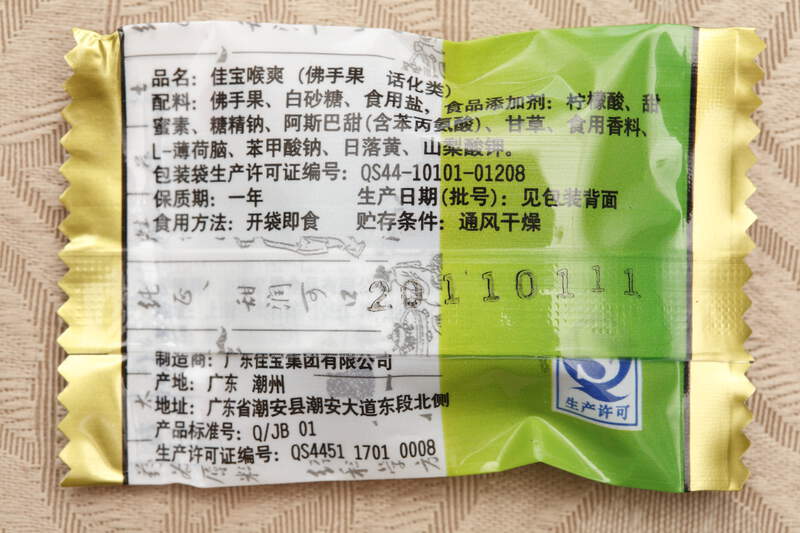 品名：佳宝喉爽（佛手果 话化类）
配料：佛手果、白砂糖、食用盐，食品添加剂：柠檬酸、甜
蜜素、糖精钠、阿斯巴甜(含苯丙氨酸)、甘草、食用香料、
L-薄荷脑、苯甲酸钠、日落黄、山梨酸钾。
包装袋生产许可证编号：QS44-10101-01208
保质期：一年 生产日期(批号)：见包装背面
食用方法：开袋即食 贮存条件：通风干燥
纯正、甜润可口
20110111
制造商：广东佳宝集团有限公司
产地：广东 潮州
地址：广东省潮安县潮安大道东段北侧
产品标准号：Q/JB 01
生产许可证编号：QS4451 1701 0008
生产许可